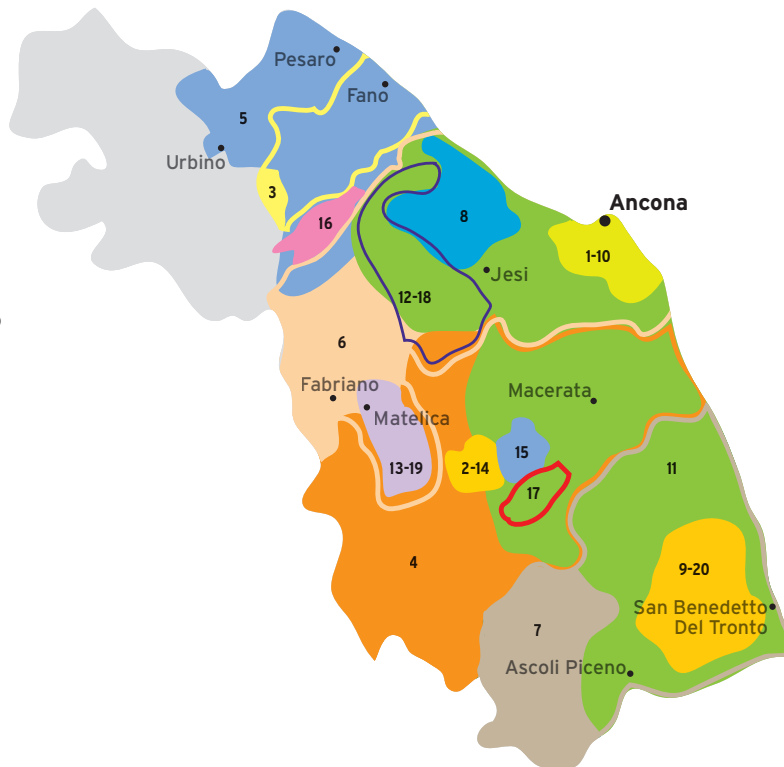 Pesaro
Fano
5
Urbino
3
16
8
Ancona
1-10
Jesi
12-18
6
Fabriano
Matelica
Macerata
13-19
2-14
15
17
11
4
9-20
San Benedetto
Del Tronto
7
Ascoli Piceno